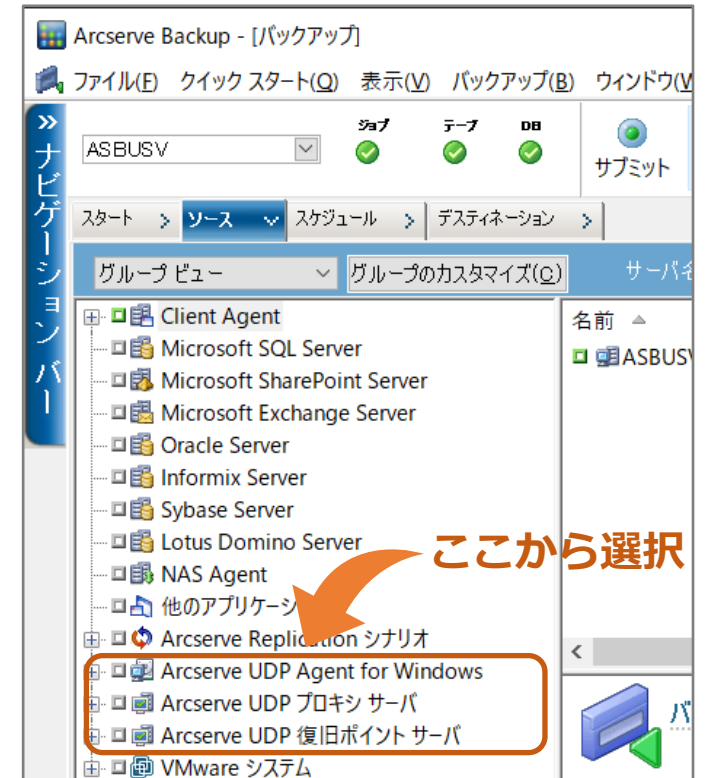 Arcserve Backup - [バックアップ]
ファイル(F) クイック スタート(Q) 表示(V) バックアップ(B) ウィンドウ(W
»
ナビゲーション バー
ジョブ テープ DB
ASBUSV
サブミット
スタート > ソース スケジュール > デスティネーション >
グループ ビュー グループのカスタマイズ(C) サーバ名
Client Agent
名前
Microsoft SQL Server
ASBUSV
Microsoft SharePoint Server
Microsoft Exchange Server
Oracle Server
Informix Server
Sybase Server
Lotus Domino Server
ここから選択
NAS Agent
他のアプリケーシ
Arcserve Replication シナリオ
Arcserve UDP Agent for Windows
Arcserve UDP プロキシ サーバ
Arcserve UDP 復旧ポイント サーバ
バ
VMware システム